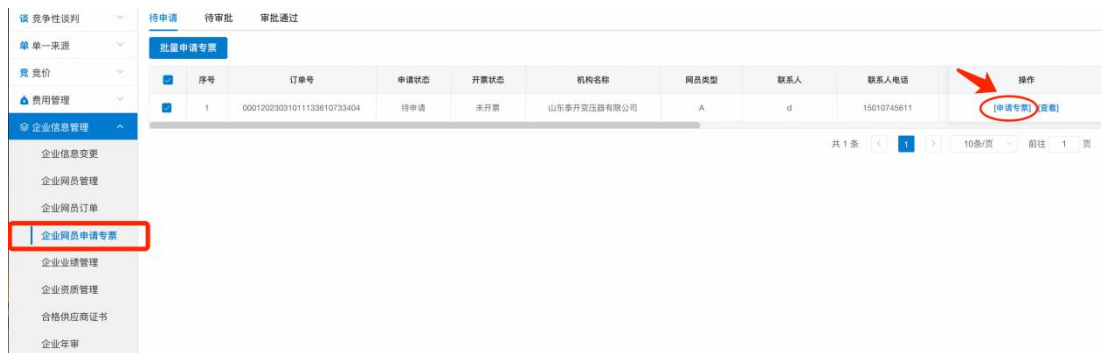 谈 竞争性谈判
单 单一来源
竞 竞价
费用管理
企业信息管理
企业信息变更
企业网员管理
企业网员订单
企业网员申请专票
企业业绩管理
企业资质管理
合格供应商证书
企业年审
待申请 待审批 审批通过
批量申请专票
序号 订单号 申请状态 开票状态 机构名称 网员类型 联系人 联系人电话 操作
1 00012023031011133610733404 待申请 未开票 山东泰开变压器有限公司 A d 15010745611 [申请专票] [查看]
共 1 条 < 1 > 10条/页 前往 1 页